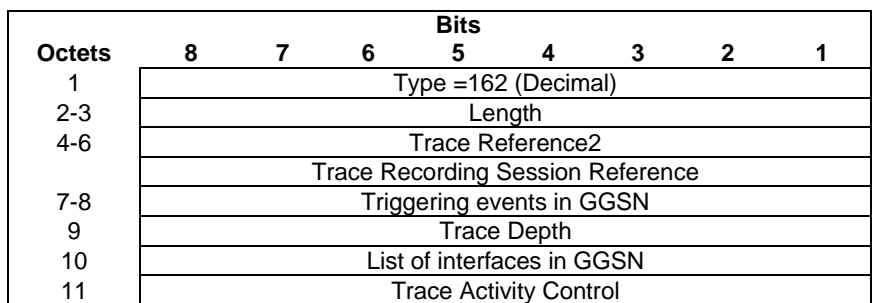 Bits
Octets 8 7 6 5 4 3 2 1
1 Type =162 (Decimal)
2-3 Length
4-6 Trace Reference2
Trace Recording Session Reference
7-8 Triggering events in GGSN
9 Trace Depth
10 List of interfaces in GGSN
11 Trace Activity Control